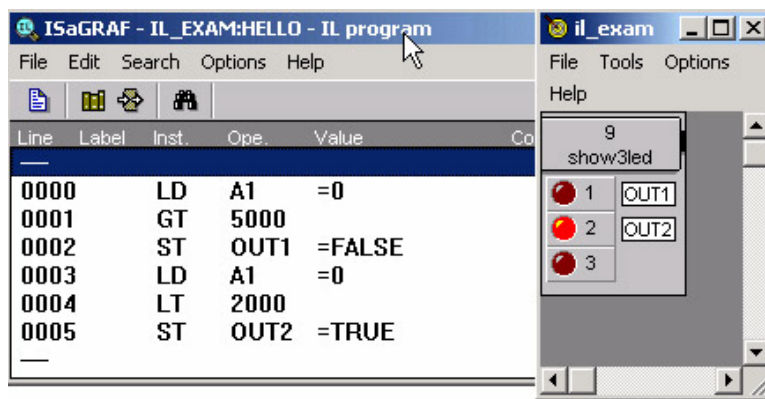 ISaGRAF - IL_EXAM:HELLO - IL program
File Edit Search Options Help
Line Label Inst. Ope. Value Co
0000 LD A1 =0
0001 GT 5000
0002 ST OUT1 =FALSE
0003 LD A1 =0
0004 LT 2000
0005 ST OUT2 =TRUE
il_exam
File Tools Options
Help
9
show3led
1 OUT1
2 OUT2
3